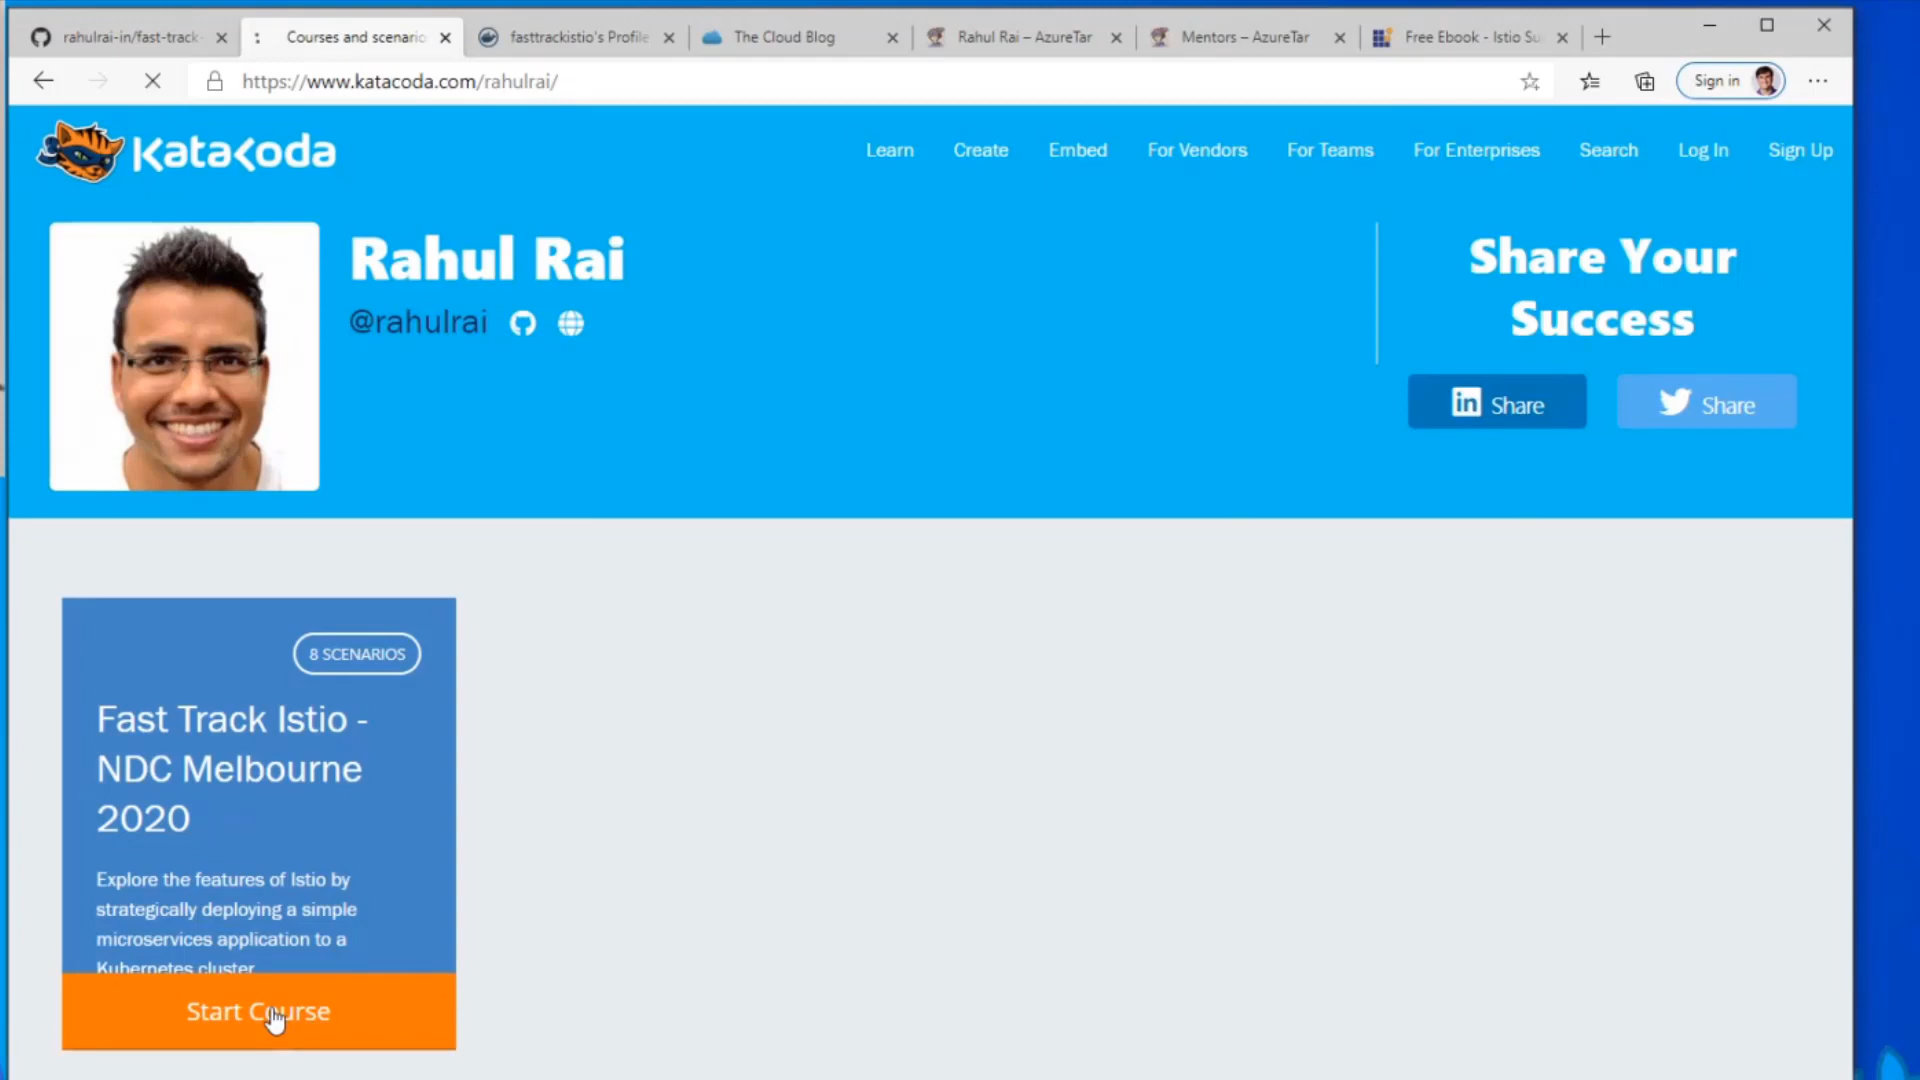 rahulrai-in/fast-track-
Courses and scenario
fasttrackistio's Profile
The Cloud Blog
Rahul Rai – AzureTar
Mentors – AzureTar
Free Ebook - Istio Su
https://www.katacoda.com/rahulrai/
Sign in
KataKoda
Learn
Create
Embed
For Vendors
For Teams
For Enterprises
Search
Log In
Sign Up
Rahul Rai
@rahulrai
Share Your
Success
in Share
Share
8 SCENARIOS
Fast Track Istio -
NDC Melbourne
2020
Explore the features of Istio by
strategically deploying a simple
microservices application to a
Kubernetes cluster
Start Course